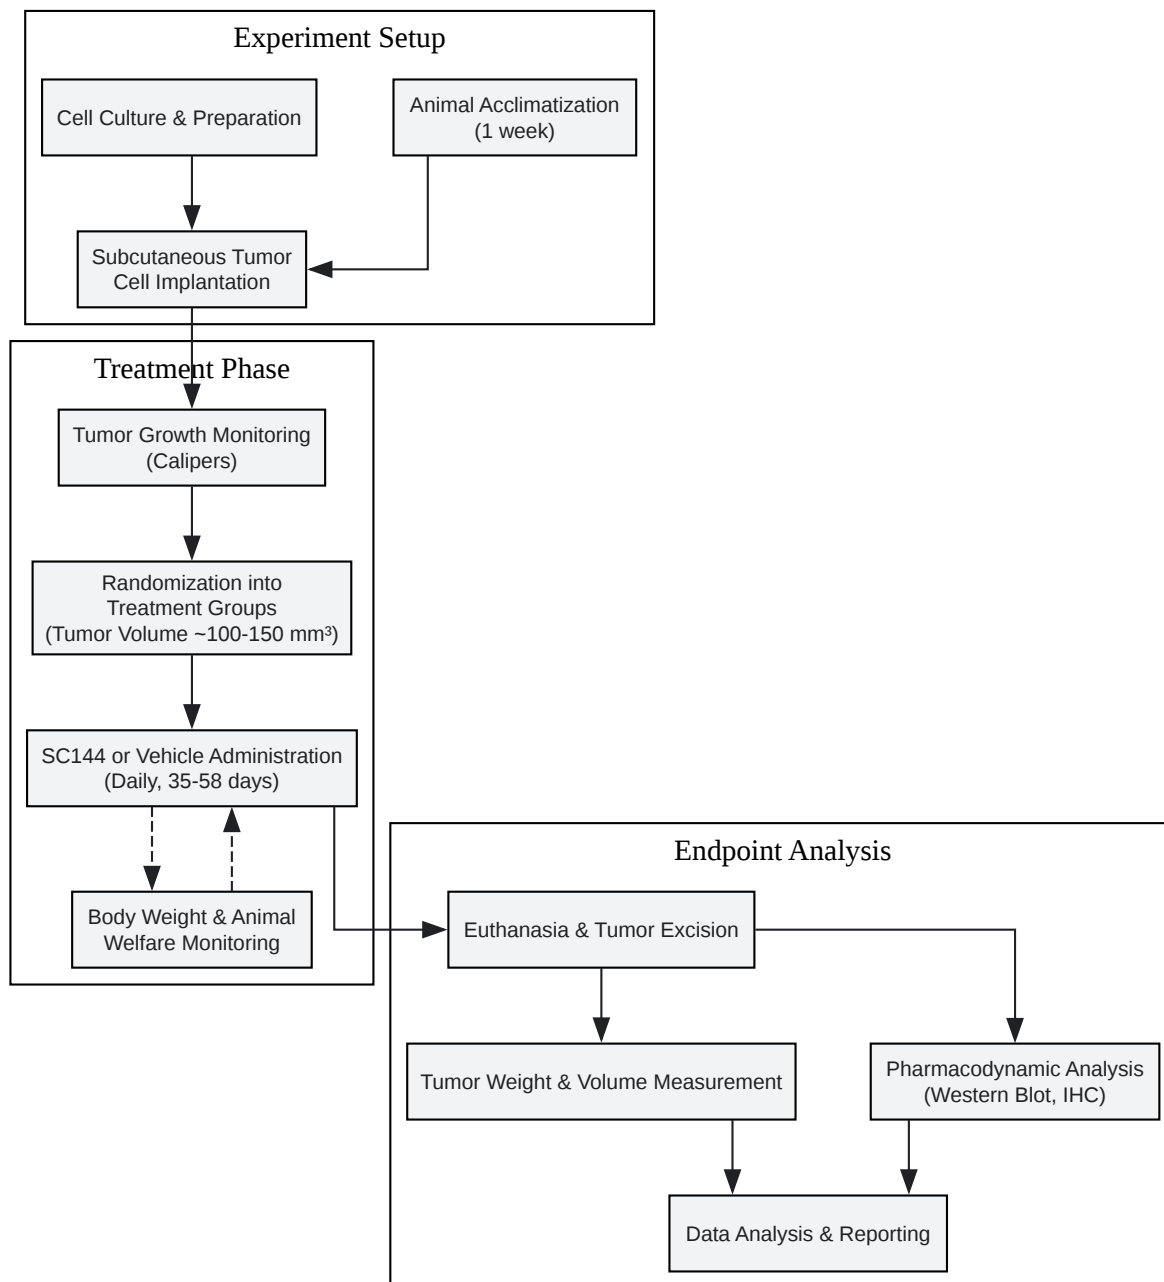 Experiment Setup
Cell Culture & Preparation
Animal Acclimatization
(1 week)
Subcutaneous Tumor
Cell Implantation
Treatment Phase
Tumor Growth Monitoring
(Calipers)
Randomization into
Treatment Groups
(Tumor Volume ~100-150 mm³)
SC144 or Vehicle Administration
(Daily, 35-58 days)
Body Weight & Animal
Welfare Monitoring
Endpoint Analysis
Euthanasia & Tumor Excision
Tumor Weight & Volume Measurement
Pharmacodynamic Analysis
(Western Blot, IHC)
Data Analysis & Reporting